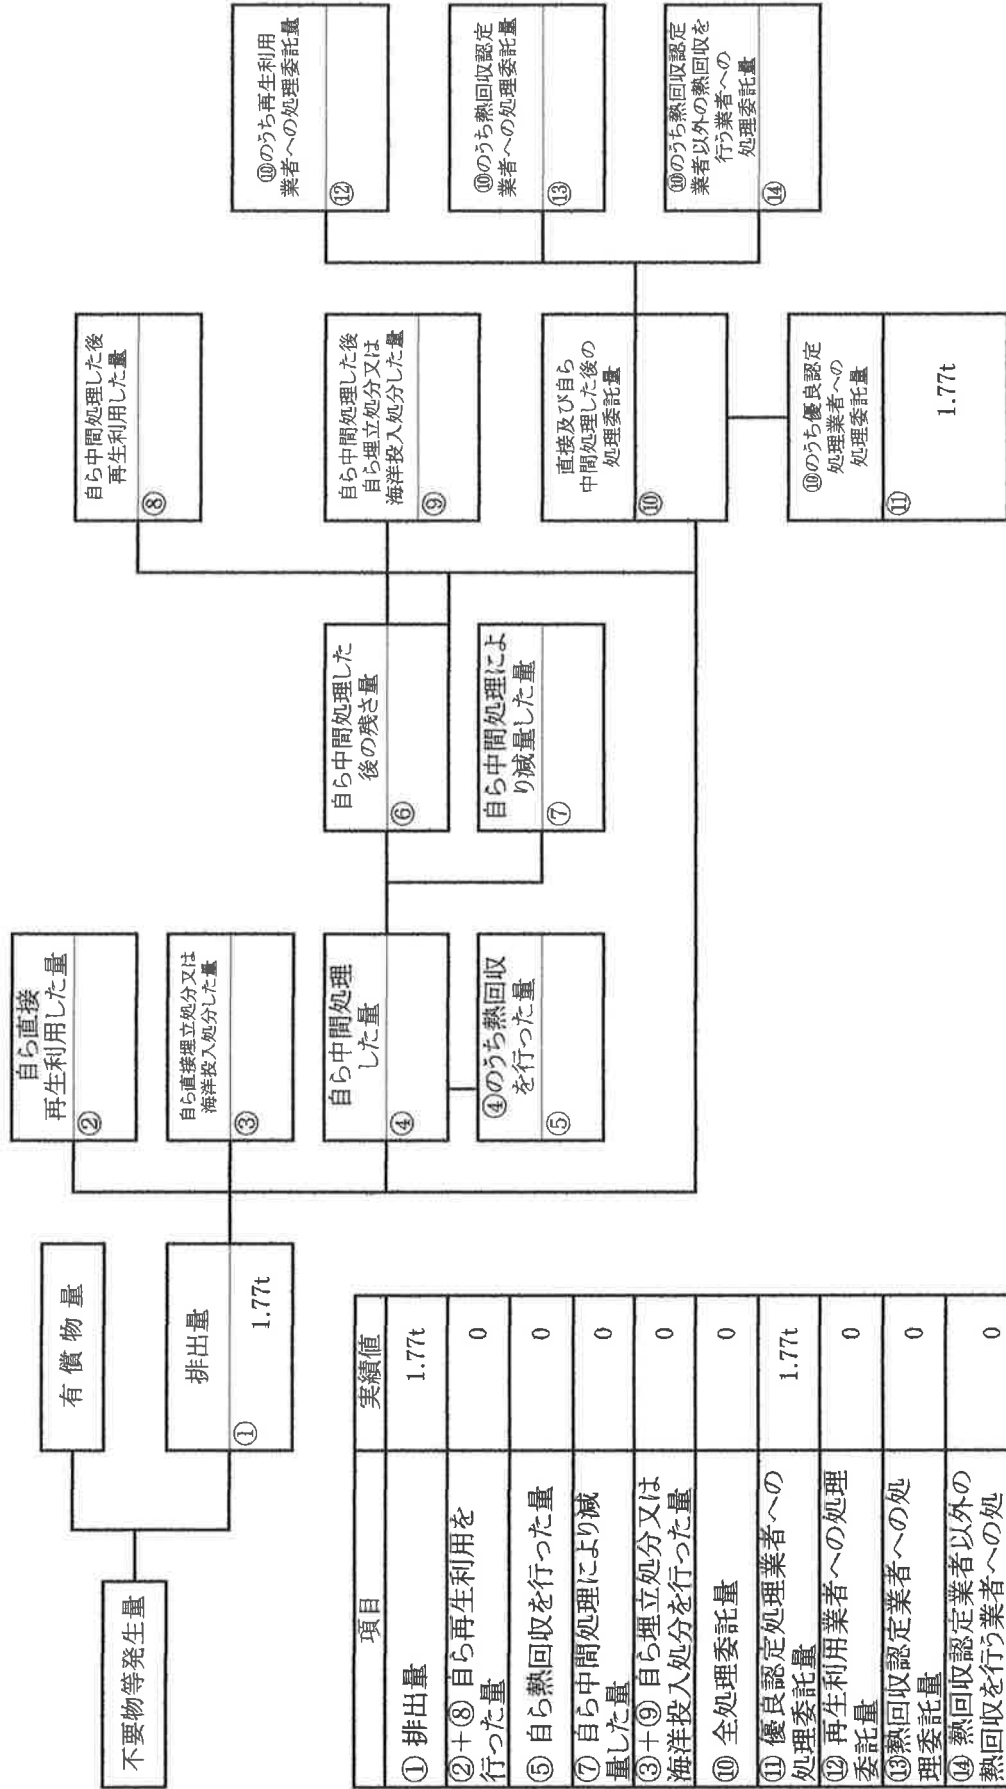 不要物等発生量
有償物量
排出量
①
1.77t
自ら直接
再生利用した量
②
自ら直接埋立処分又は
海洋投入処分した量
③
自ら中間処理
した量
④
④のうち熱回収
を行った量
⑤
自ら中間処理した
後の残さ量
⑥
自ら中間処理によ
り減量した量
⑦
自ら中間処理した後
再生利用した量
⑧
自ら中間処理した後
自ら埋立処分又は
海洋投入処分した量
⑨
直接及び自ら
中間処理した後の
処理委託量
⑩
⑩のうち優良認定
処理業者への
処理委託量
⑪
1.77t
⑩のうち再生利用
業者への処理委託量
⑫
⑩のうち熱回収認定
業者への処理委託量
⑬
⑩のうち熱回収認定
業者以外の熱回収を
行う業者への
処理委託量
⑭
項目 実績値
① 排出量 1.77t
②+⑧ 自ら再生利用を
行った量 0
⑤ 自ら熱回収を行った量 0
⑦ 自ら中間処理により減
量した量 0
③+⑨ 自ら埋立処分又は
海洋投入処分を行った量 0
⑩ 全処理委託量 0
⑪ 優良認定処理業者への
処理委託量 1.77t
⑫ 再生利用業者への処理
委託量 0
⑬熱回収認定業者への処
理委託量 0
⑭ 熱回収認定業者以外の
熱回収を行う業者への処 0